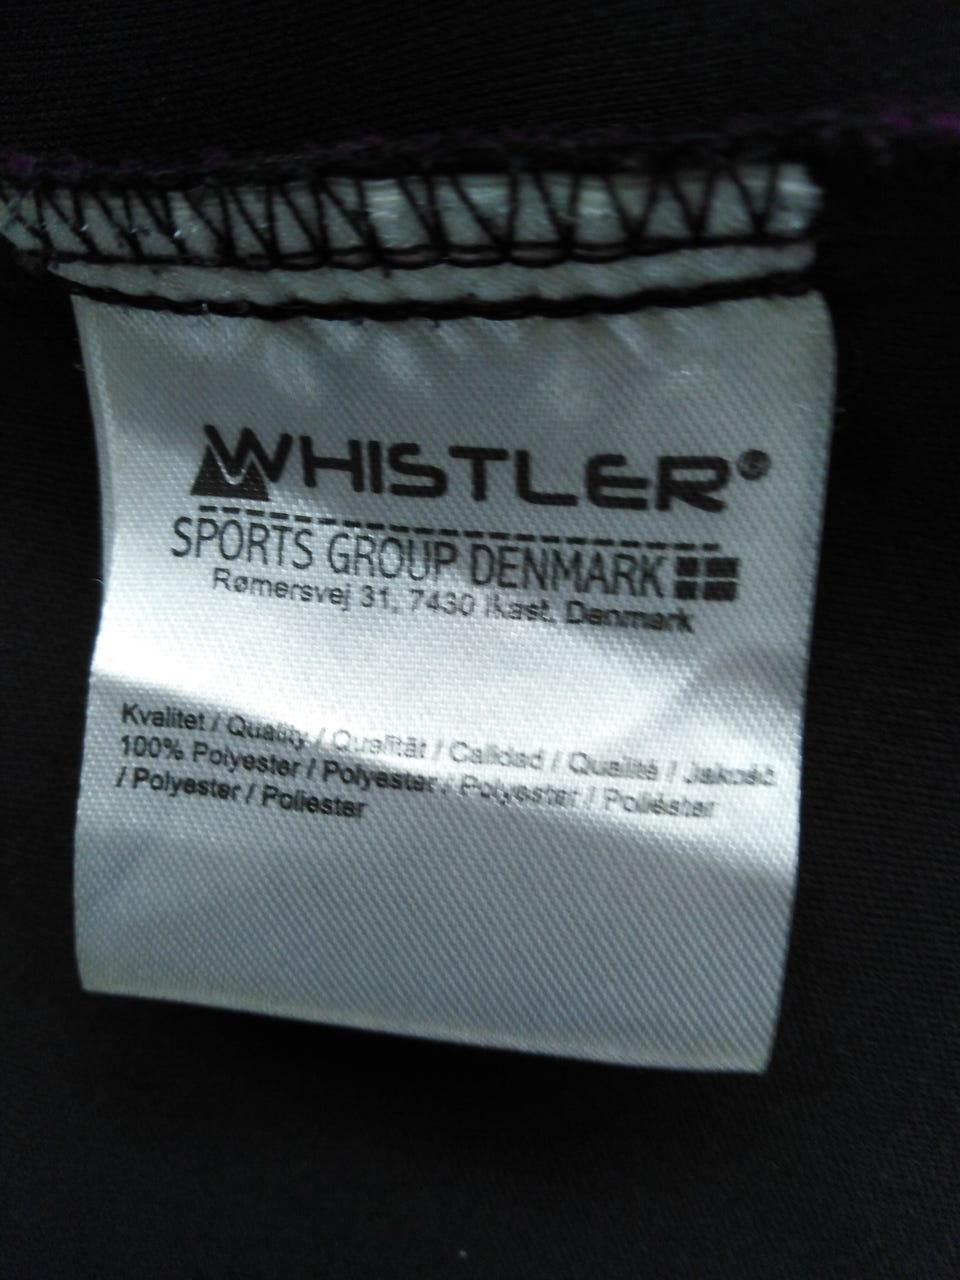 WHISTLER®
SPORTS GROUP DENMARK
Rømersvej 31, 7430 Ikast, Denmark
Kvalitet / Quality / Qualität / Calidad / Qualité / Jakość
100% Polyester / Polyester / Polyester / Poliéster
/ Polyester / Poliester